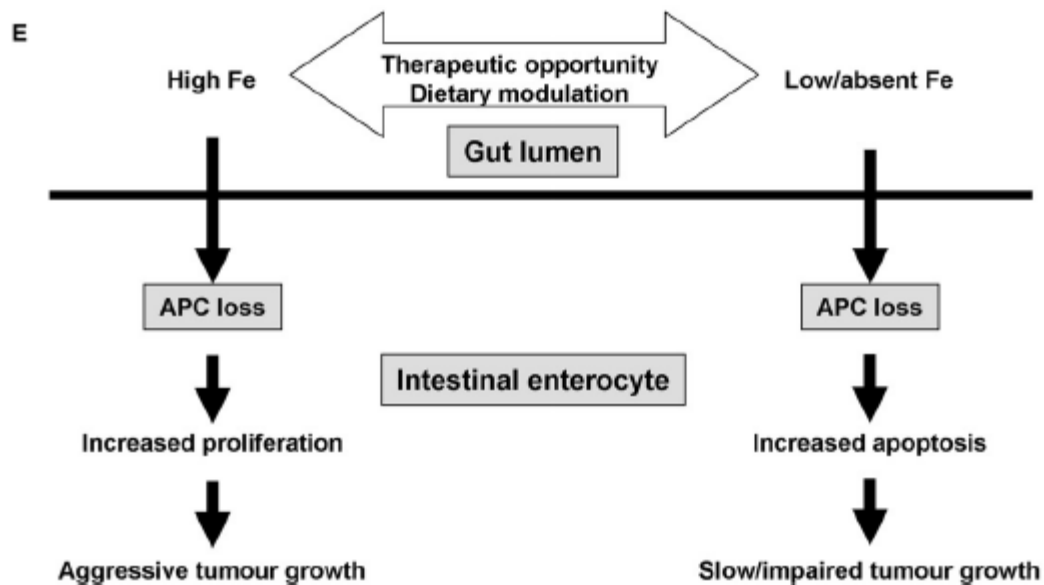 E
Therapeutic opportunity
Dietary modulation
High Fe
Low/absent Fe
Gut lumen
APC loss
APC loss
Intestinal enterocyte
Increased proliferation
Increased apoptosis
Aggressive tumour growth
Slow/impaired tumour growth